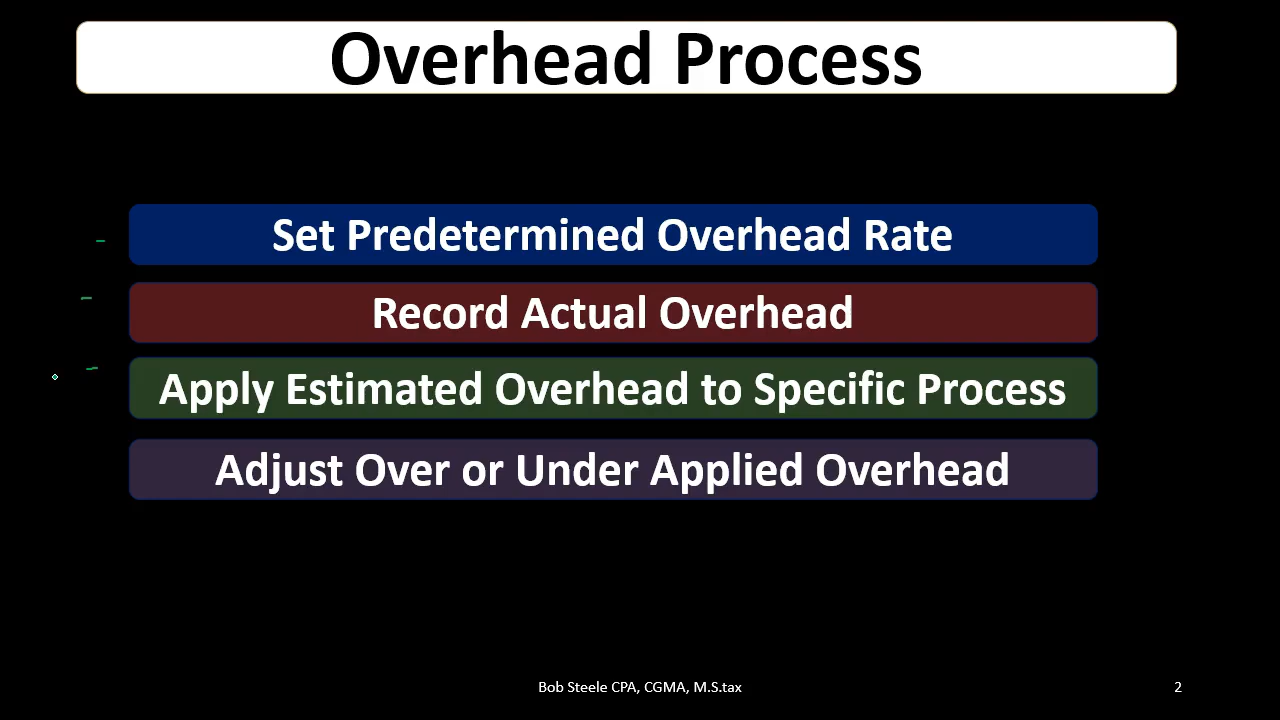 Overhead Process
Set Predetermined Overhead Rate
Record Actual Overhead
Apply Estimated Overhead to Specific Process
Adjust Over or Under Applied Overhead
Bob Steele CPA, CGMA, M.S.tax
2